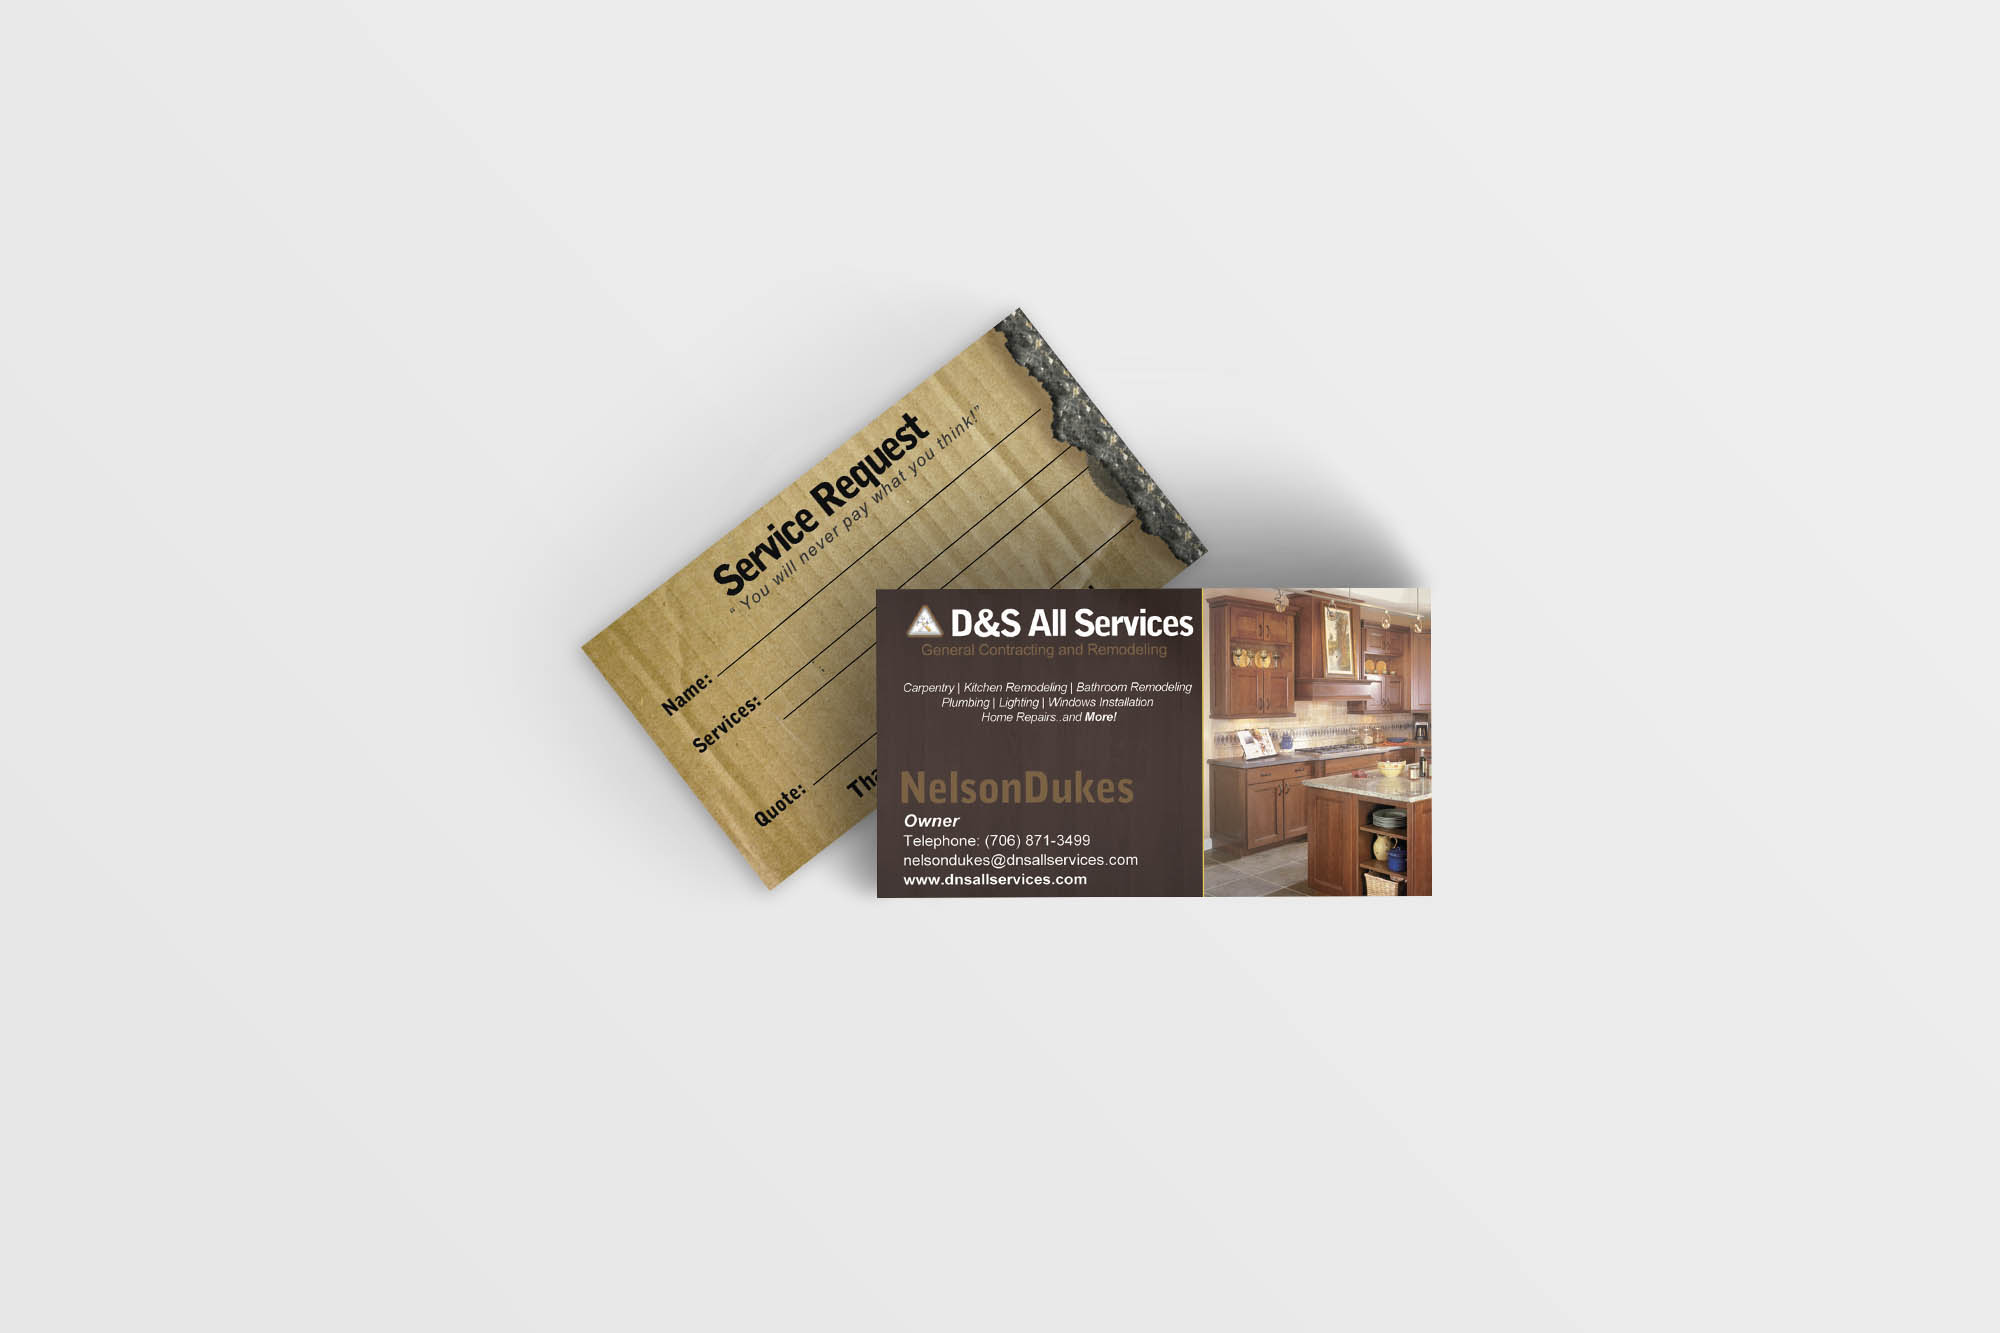 Service Request
“You will never pay what you think!”
Name:
Services:
Quote:
D&S All Services
General Contracting and Remodeling
Carpentry | Kitchen Remodeling | Bathroom Remodeling
Plumbing | Lighting | Windows Installation
Home Repairs..and More!
NelsonDukes
Owner
Telephone: (706) 871-3499
nelsondukes@dnsallservices.com
www.dnsallservices.com